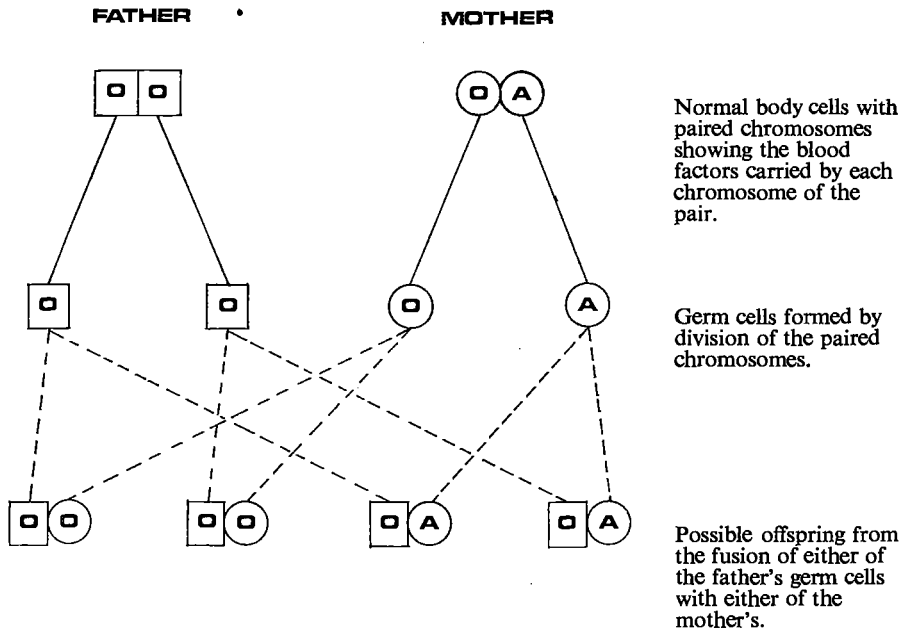 FATHER MOTHER
O O O A
Normal body cells with
paired chromosomes
showing the blood
factors carried by each
chromosome of the
pair.
O O O A
Germ cells formed by
division of the paired
chromosomes.
O O O O O A O A
Possible offspring from
the fusion of either of
the father's germ cells
with either of the
mother's.